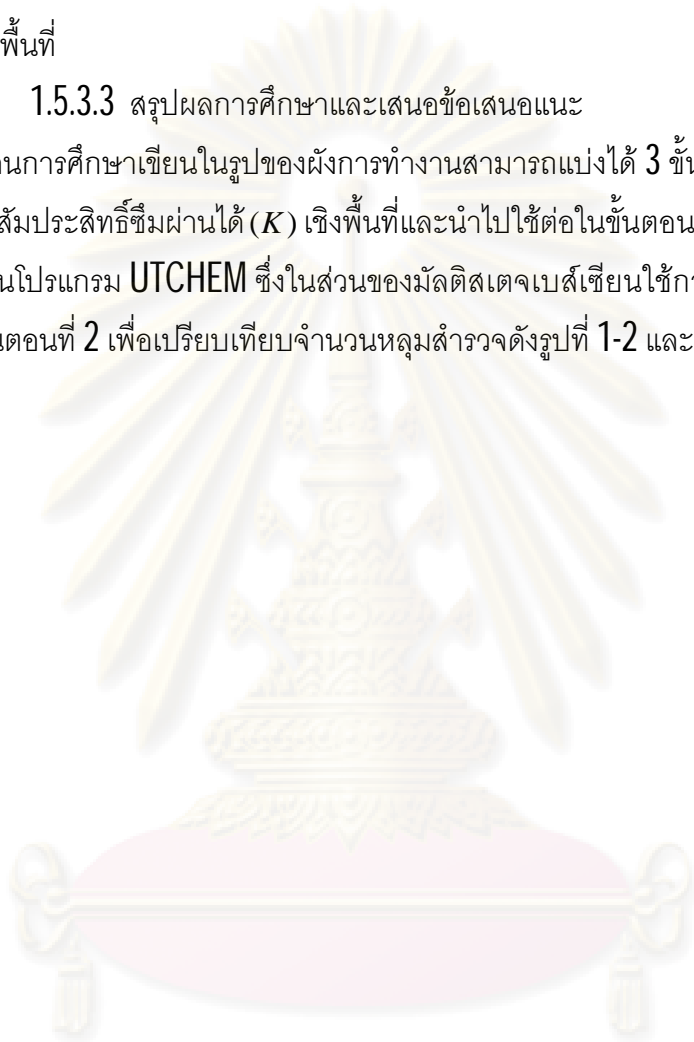 พื้นที่
1.5.3.3 สรุปผลการศึกษาและเสนอข้อเสนอแนะ
นการศึกษาเขียนในรูปของผังการทำงานสามารถแบ่งได้ 3 ขั้น
สัมประสิทธิ์ซึมผ่านได้ (K) เชิงพื้นที่และนำไปใช้ต่อในขั้นตอน
นโปรแกรม UTCHEM ซึ่งในส่วนของมัลติสเตจเบส์เซียนใช้กา
นตอนที่ 2 เพื่อเปรียบเทียบจำนวนหลุมสำรวจดังรูปที่ 1-2 และ